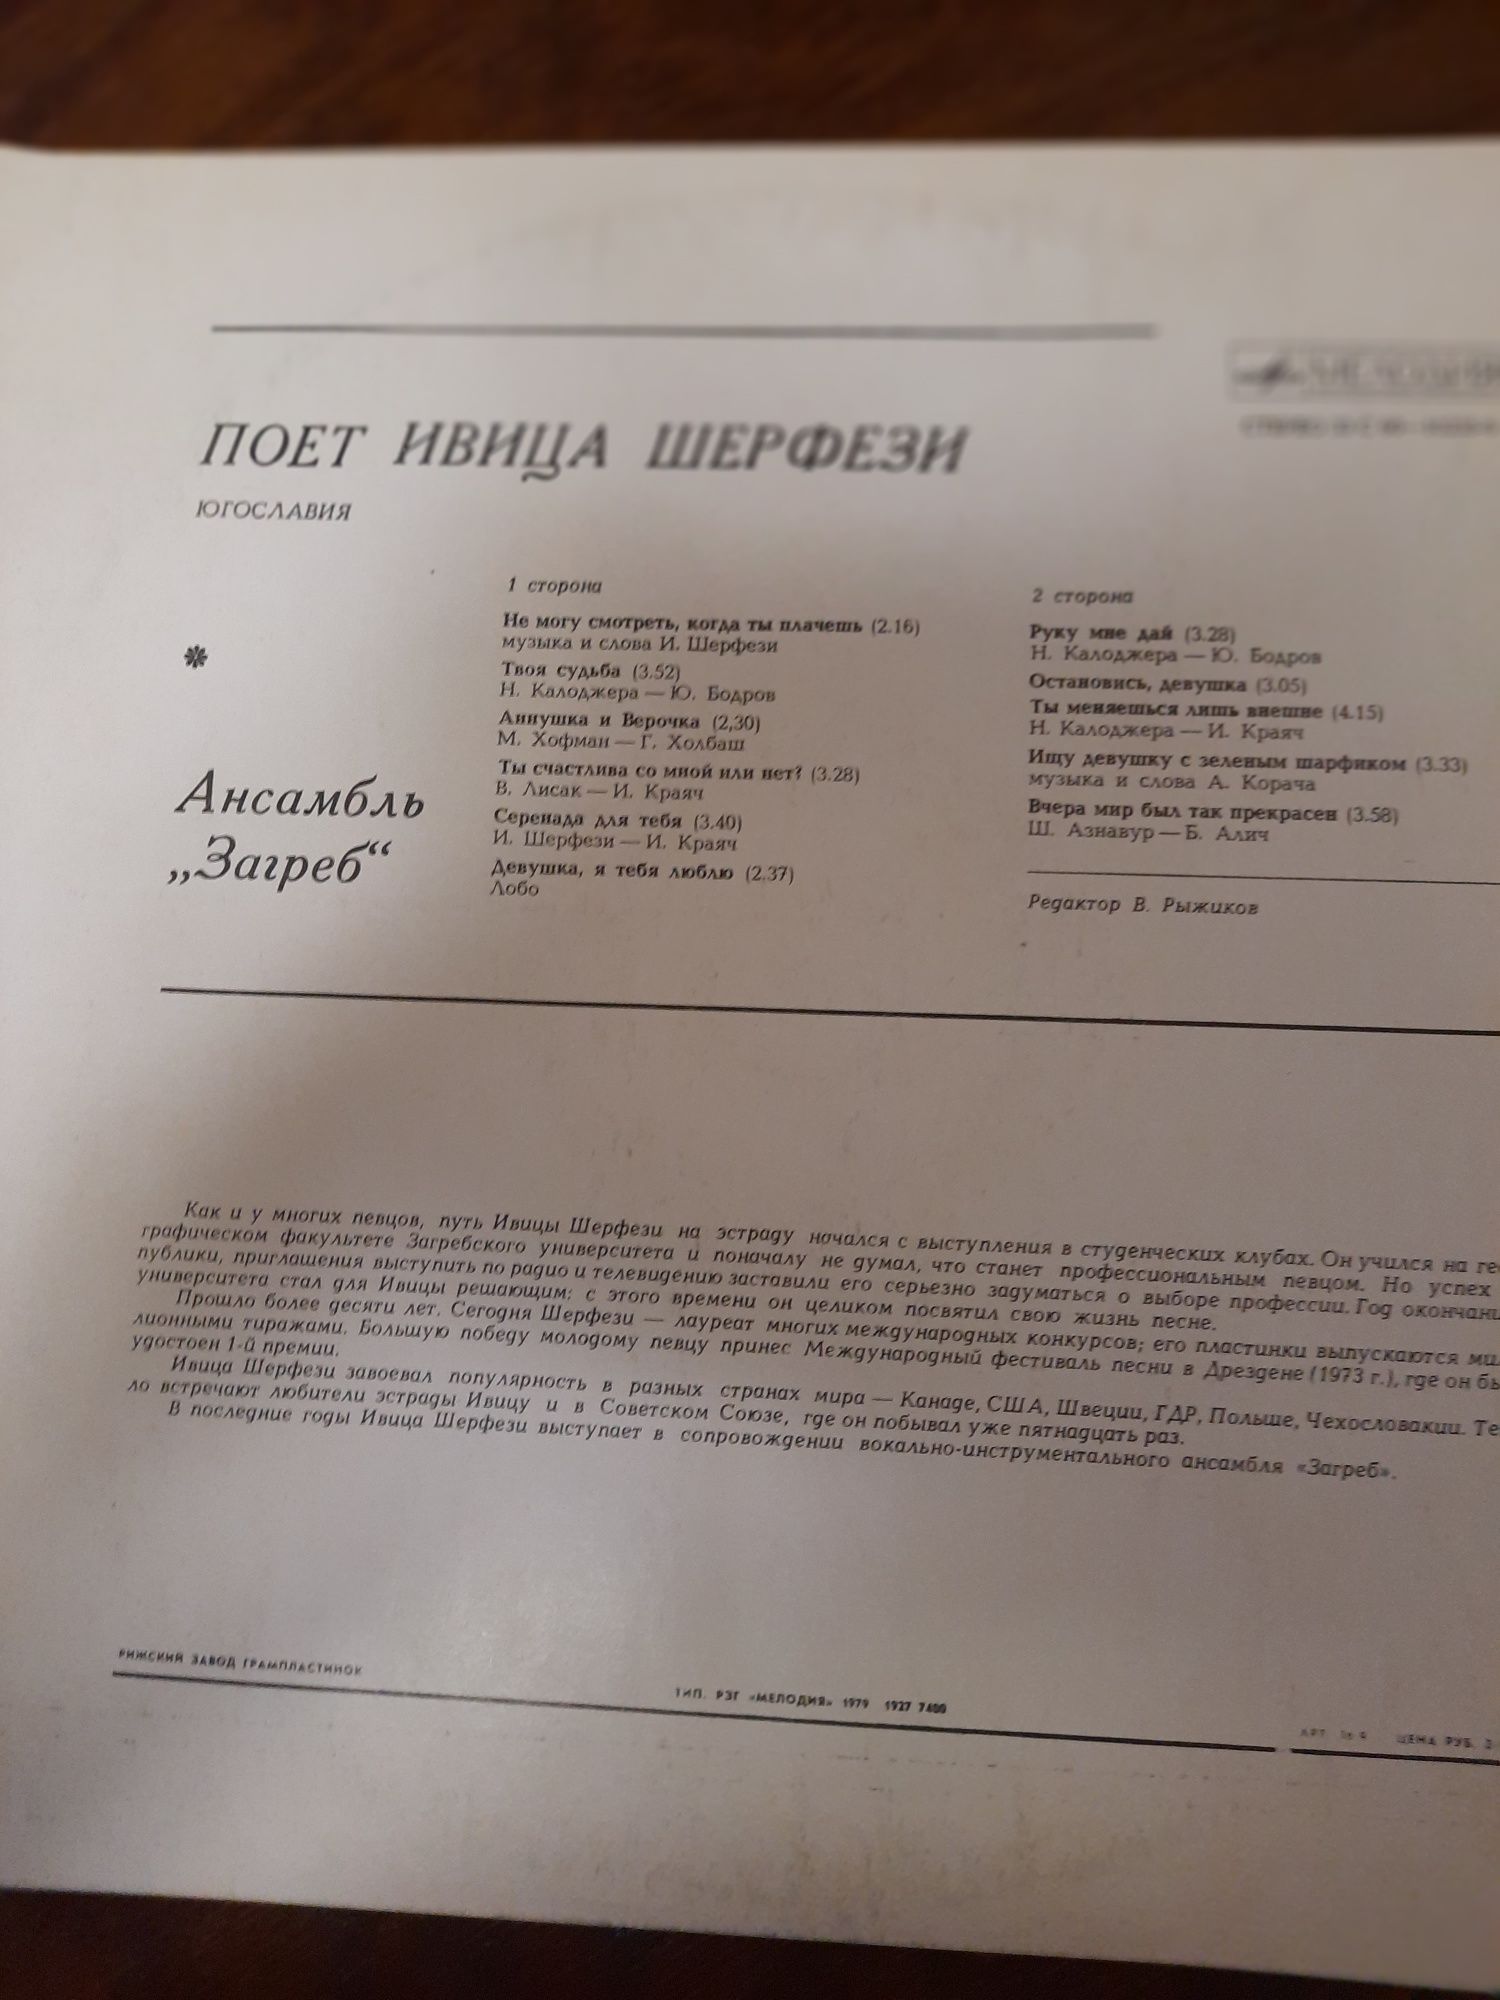 ПОЕТ ИВИЦА ШЕРФЕЗИ
ЮГОСЛАВИЯ
*
Ансамбль
„Загреб“
1 сторона
Не могу смотреть, когда ты плачешь (2.16)
музыка и слова И. Шерфези
Твоя судьба (3.52)
Н. Калоджера — Ю. Бодров
Аннушка и Верочка (2,30)
М. Хофман — Г. Холбаш
Ты счастлива со мной или нет? (3.28)
В. Лисак — И. Краяч
Серенада для тебя (3.40)
И. Шерфези — И. Краяч
Девушка, я тебя люблю (2.37)
Лобо
2 сторона
Руку мне дай (3.28)
Н. Калоджера — Ю. Бодров
Остановись, девушка (3.05)
Ты меняешься лишь внешне (4.15)
Н. Калоджера — И. Краяч
Ищу девушку с зеленым шарфиком (3.33)
музыка и слова А. Корача
Вчера мир был так прекрасен (3.58)
Ш. Азнавур — Б. Алич
Редактор В. Рыжиков
Как и у многих певцов, путь Ивицы Шерфези на эстраду начался с выступления в студенческих клубах. Он учился на гео
графическом факультете Загребского университета и поначалу не думал, что станет профессиональным певцом. Но успех
публики, приглашения выступить по радио и телевидению заставили его серьезно задуматься о выборе профессии. Год окончани
университета стал для Ивицы решающим: с этого времени он целиком посвятил свою жизнь песне.
Прошло более десяти лет. Сегодня Шерфези — лауреат многих международных конкурсов; его пластинки выпускаются мил
лионными тиражами. Большую победу молодому певцу принес Международный фестиваль песни в Дрездене (1973 г.), где он бы
удостоен 1-й премии.
Ивица Шерфези завоевал популярность в разных странах мира — Канаде, США, Швеции, ГДР, Польше, Чехословакии. Те
ло встречают любители эстрады Ивицу и в Советском Союзе, где он побывал уже пятнадцать раз.
В последние годы Ивица Шерфези выступает в сопровождении вокально-инструментального ансамбля «Загреб».
РИЖСКИЙ ЗАВОД ГРАМПЛАСТИНОК
ТИП. РЗГ «МЕЛОДИЯ» 1979 1927 7400
АРТ. ЦЕНА РУБ.